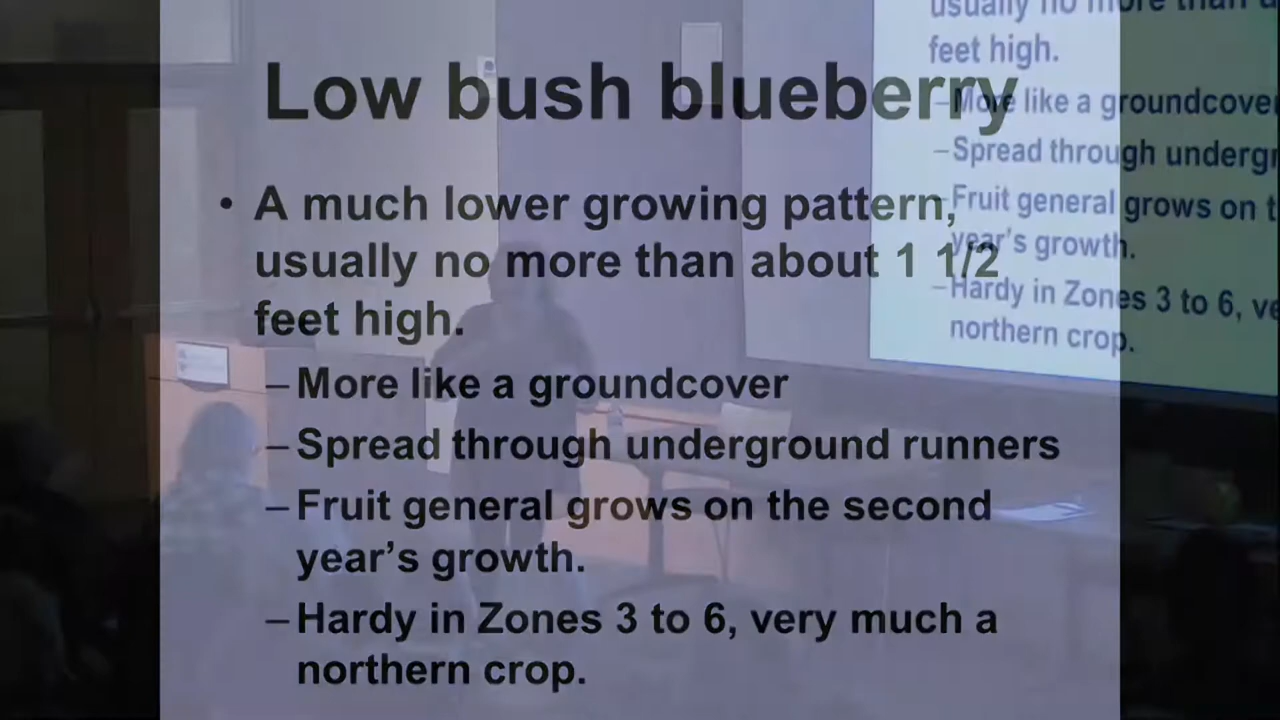 Low bush blueberry
• A much lower growing pattern,
usually no more than about 1 1/2
feet high.
– More like a groundcover
– Spread through underground runners
– Fruit general grows on the second
year's growth.
– Hardy in Zones 3 to 6, very much a
northern crop.
usually no more than
feet high.
– More like a groundcover
– Spread through
– Fruit general grows on
year's growth.
– Hardy in Zones 3 to 6,
northern crop.